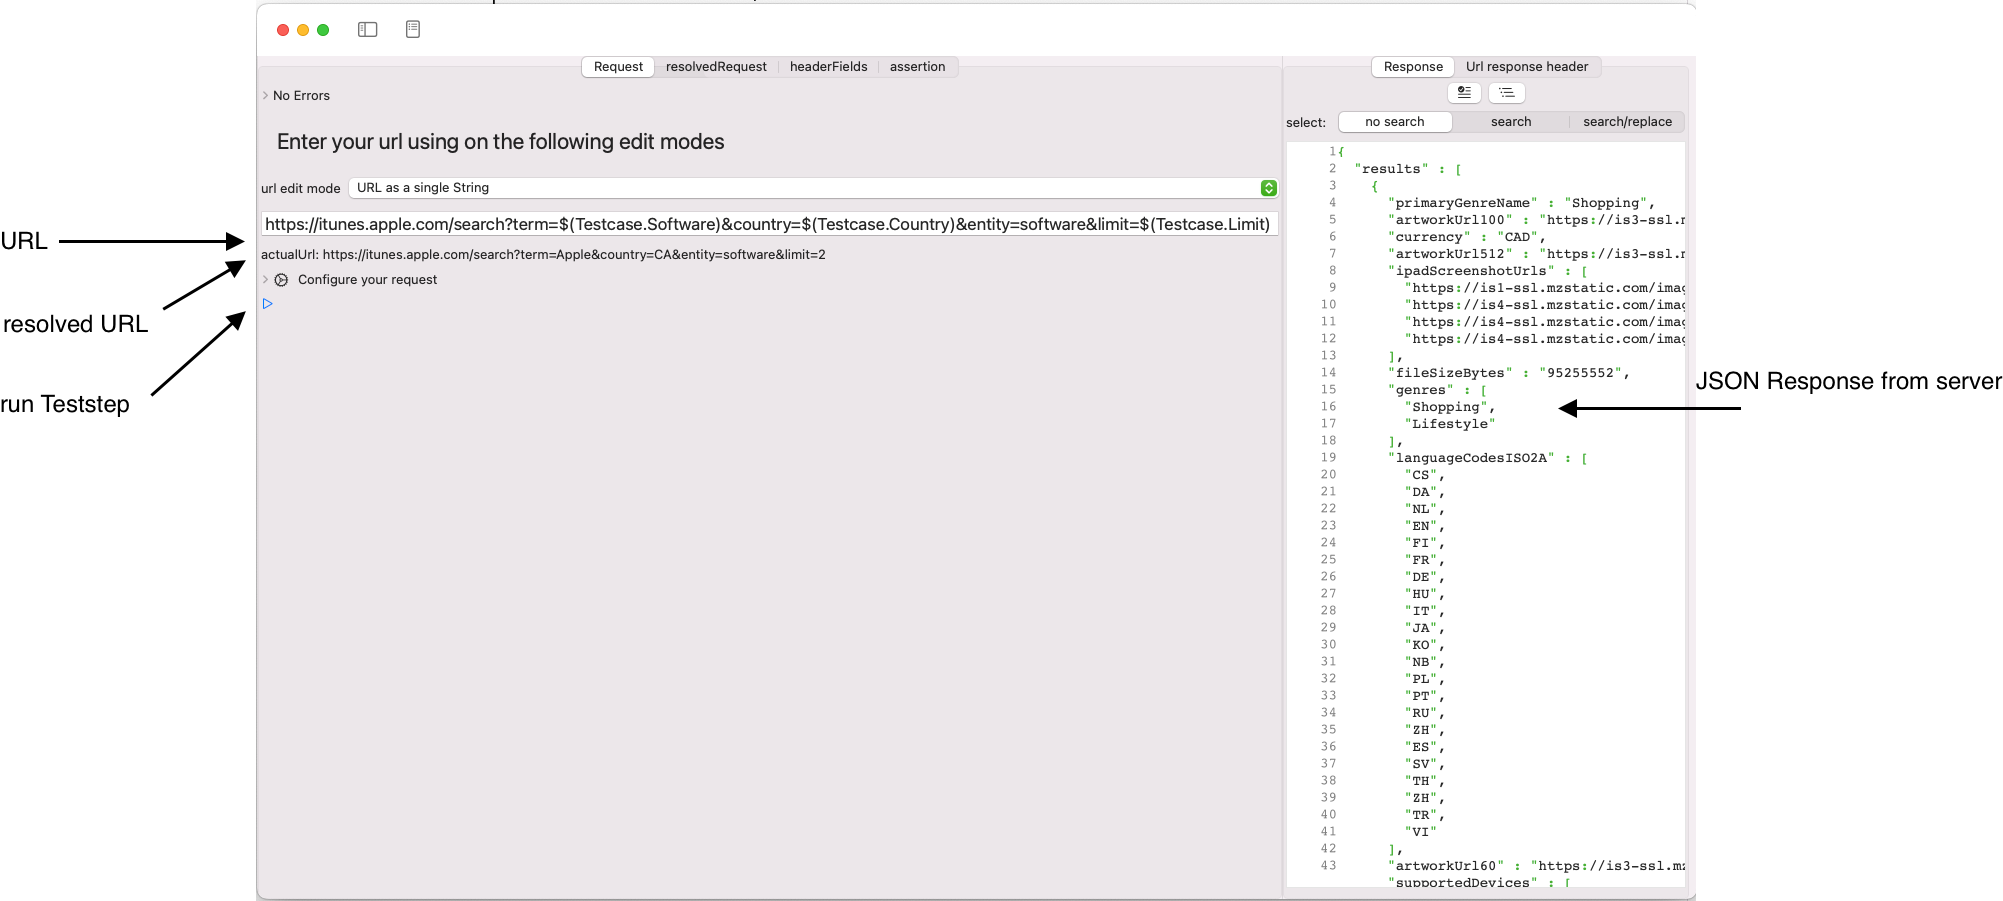 Request resolvedRequest headerFields assertion
No Errors
Enter your url using on the following edit modes
url edit mode URL as a single String
https://itunes.apple.com/search?term=$(Testcase.Software)&country=$(Testcase.Country)&entity=software&limit=$(Testcase.Limit)
actualUrl: https://itunes.apple.com/search?term=Apple&country=CA&entity=software&limit=2
Configure your request
URL
resolved URL
run Teststep
Response Url response header
select: no search search search/replace
1 {
2 "results" : [
3 {
4 "primaryGenreName" : "Shopping",
5 "artworkUrl100" : "https://is3-ssl.m
6 "currency" : "CAD",
7 "artworkUrl512" : "https://is3-ssl.m
8 "ipadScreenshotUrls" : [
9 "https://is1-ssl.mzstatic.com/imag
10 "https://is4-ssl.mzstatic.com/imag
11 "https://is4-ssl.mzstatic.com/imag
12 "https://is4-ssl.mzstatic.com/imag
13 ],
14 "fileSizeBytes" : "95255552",
15 "genres" : [
16 "Shopping",
17 "Lifestyle"
18 ],
19 "languageCodesISO2A" : [
20 "CS",
21 "DA",
22 "NL",
23 "EN",
24 "FI",
25 "FR",
26 "DE",
27 "HU",
28 "IT",
29 "JA",
30 "KO",
31 "NB",
32 "PL",
33 "PT",
34 "RU",
35 "ZH",
36 "ES",
37 "SV",
38 "TH",
39 "ZH",
40 "TR",
41 "VI"
42 ],
43 "artworkUrl60" : "https://is3-ssl.mz
"supportedDevices" : [
JSON Response from server